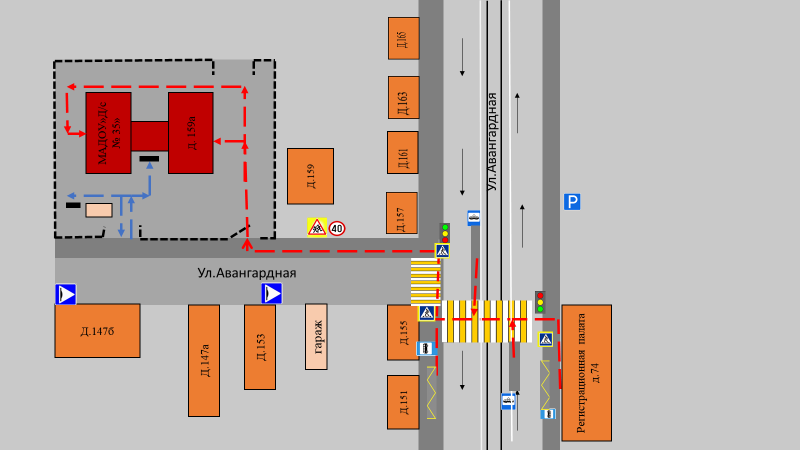 Д.165
Д.163
Д.161
Д.157
Ул.Авангардная
МАДОУ«Д/с
№ 35»
Д. 159в
Д.159
40
P
Ул.Авангардная
Д.147б
Д.147а
Д.153
гараж
Д.155
Д.151
Регистрационная палата
д.74